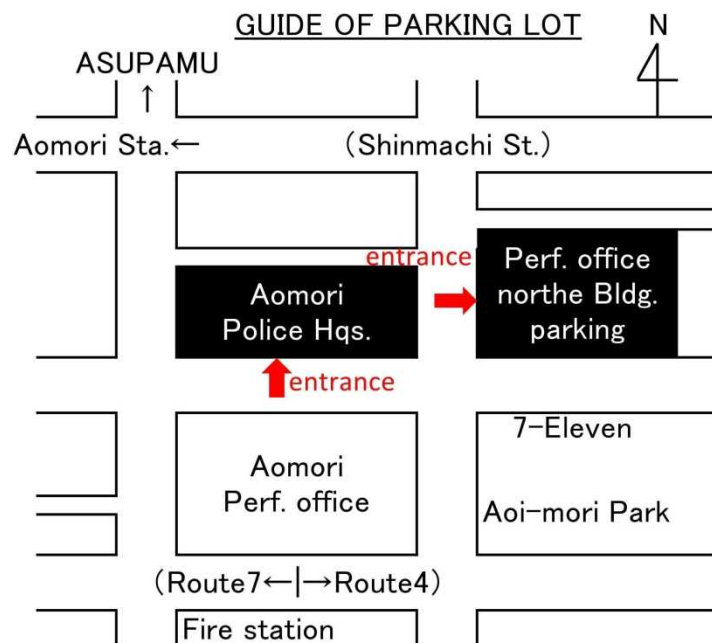 GUIDE OF PARKING LOT
N
ASUPAMU
↑
Aomori Sta.←
(Shinmachi St.)
entrance
Perf. office
northe Bldg.
parking
Aomori
Police Hqs.
entrance
7-Eleven
Aomori
Perf. office
Aoi-mori Park
(Route7←|→Route4)
Fire station